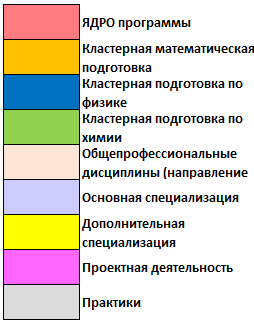 ЯДРО программы
Кластерная математическая
подготовка
Кластерная подготовка по
физике
Кластерная подготовка по
химии
Общепрофессиональные
дисциплины (направление
Основная специализация
Дополнительная
специализация
Проектная деятельность
Практики